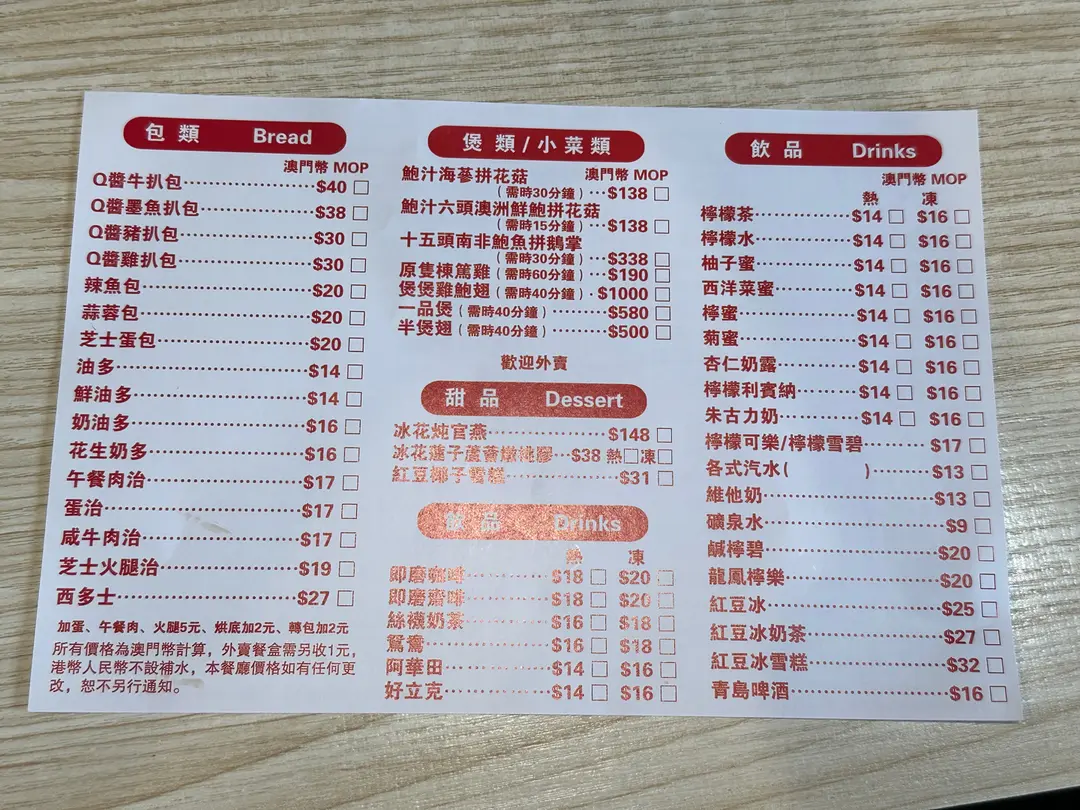 包類 Bread
澳門幣 MOP
Q醬牛扒包…$40 □
Q醬墨魚扒包…$38 □
Q醬豬扒包…$30 □
Q醬雞扒包…$30 □
辣魚包…$20 □
蒜蓉包…$20 □
芝士蛋包…$20 □
油多…$14 □
鮮油多…$14 □
奶油多…$16 □
花生奶多…$16 □
午餐肉治…$17 □
蛋治…$17 □
咸牛肉治…$17 □
芝士火腿治…$19 □
西多士…$27 □
加蛋、午餐肉、火腿5元、烘底加2元、轉包加2元
所有價格為澳門幣計算，外賣餐盒需另收1元，
港幣人民幣不設補水，本餐廳價格如有任何更
改，恕不另行通知。
煲類/小菜類
鮑汁海蔘拼花菇 澳門幣 MOP
（需時30分鐘）…$138 □
鮑汁六頭澳洲鮮鮑拼花菇
（需時15分鐘）…$138 □
十五頭南非鮑魚拼鵝掌
（需時30分鐘）…$338 □
原隻棟篤雞（需時60分鐘）…$190 □
煲煲雞鮑翅（需時40分鐘）.$1000 □
一品煲（需時40分鐘）…$580 □
半煲翅（需時40分鐘）…$500 □
歡迎外賣
甜品 Dessert
冰花炖官燕…$148 □
冰花蓮子蘆薈燉桃膠…$38 熱□凍□
紅豆椰子雪糕…$31 □
飲品 Drinks
熱 凍
即磨咖啡…$18 □ $20 □
即磨齋啡…$18 □ $20 □
絲襪奶茶…$16 □ $18 □
鴛鴦…$16 □ $18 □
阿華田…$14 □ $16 □
好立克…$14 □ $16 □
飲品 Drinks
澳門幣 MOP
熱 凍
檸檬茶…$14 □ $16 □
檸檬水…$14 □ $16 □
柚子蜜…$14 □ $16 □
西洋菜蜜…$14 □ $16 □
檸蜜…$14 □ $16 □
菊蜜…$14 □ $16 □
杏仁奶露…$14 □ $16 □
檸檬利賓納…$14 □ $16 □
朱古力奶…$14 □ $16 □
檸檬可樂/檸檬雪碧…$17 □
各式汽水( )…$13 □
維他奶…$13 □
礦泉水…$9 □
鹹檸碧…$20 □
龍鳳檸樂…$20 □
紅豆冰…$25 □
紅豆冰奶茶…$27 □
紅豆冰雪糕…$32 □
青島啤酒…$16 □